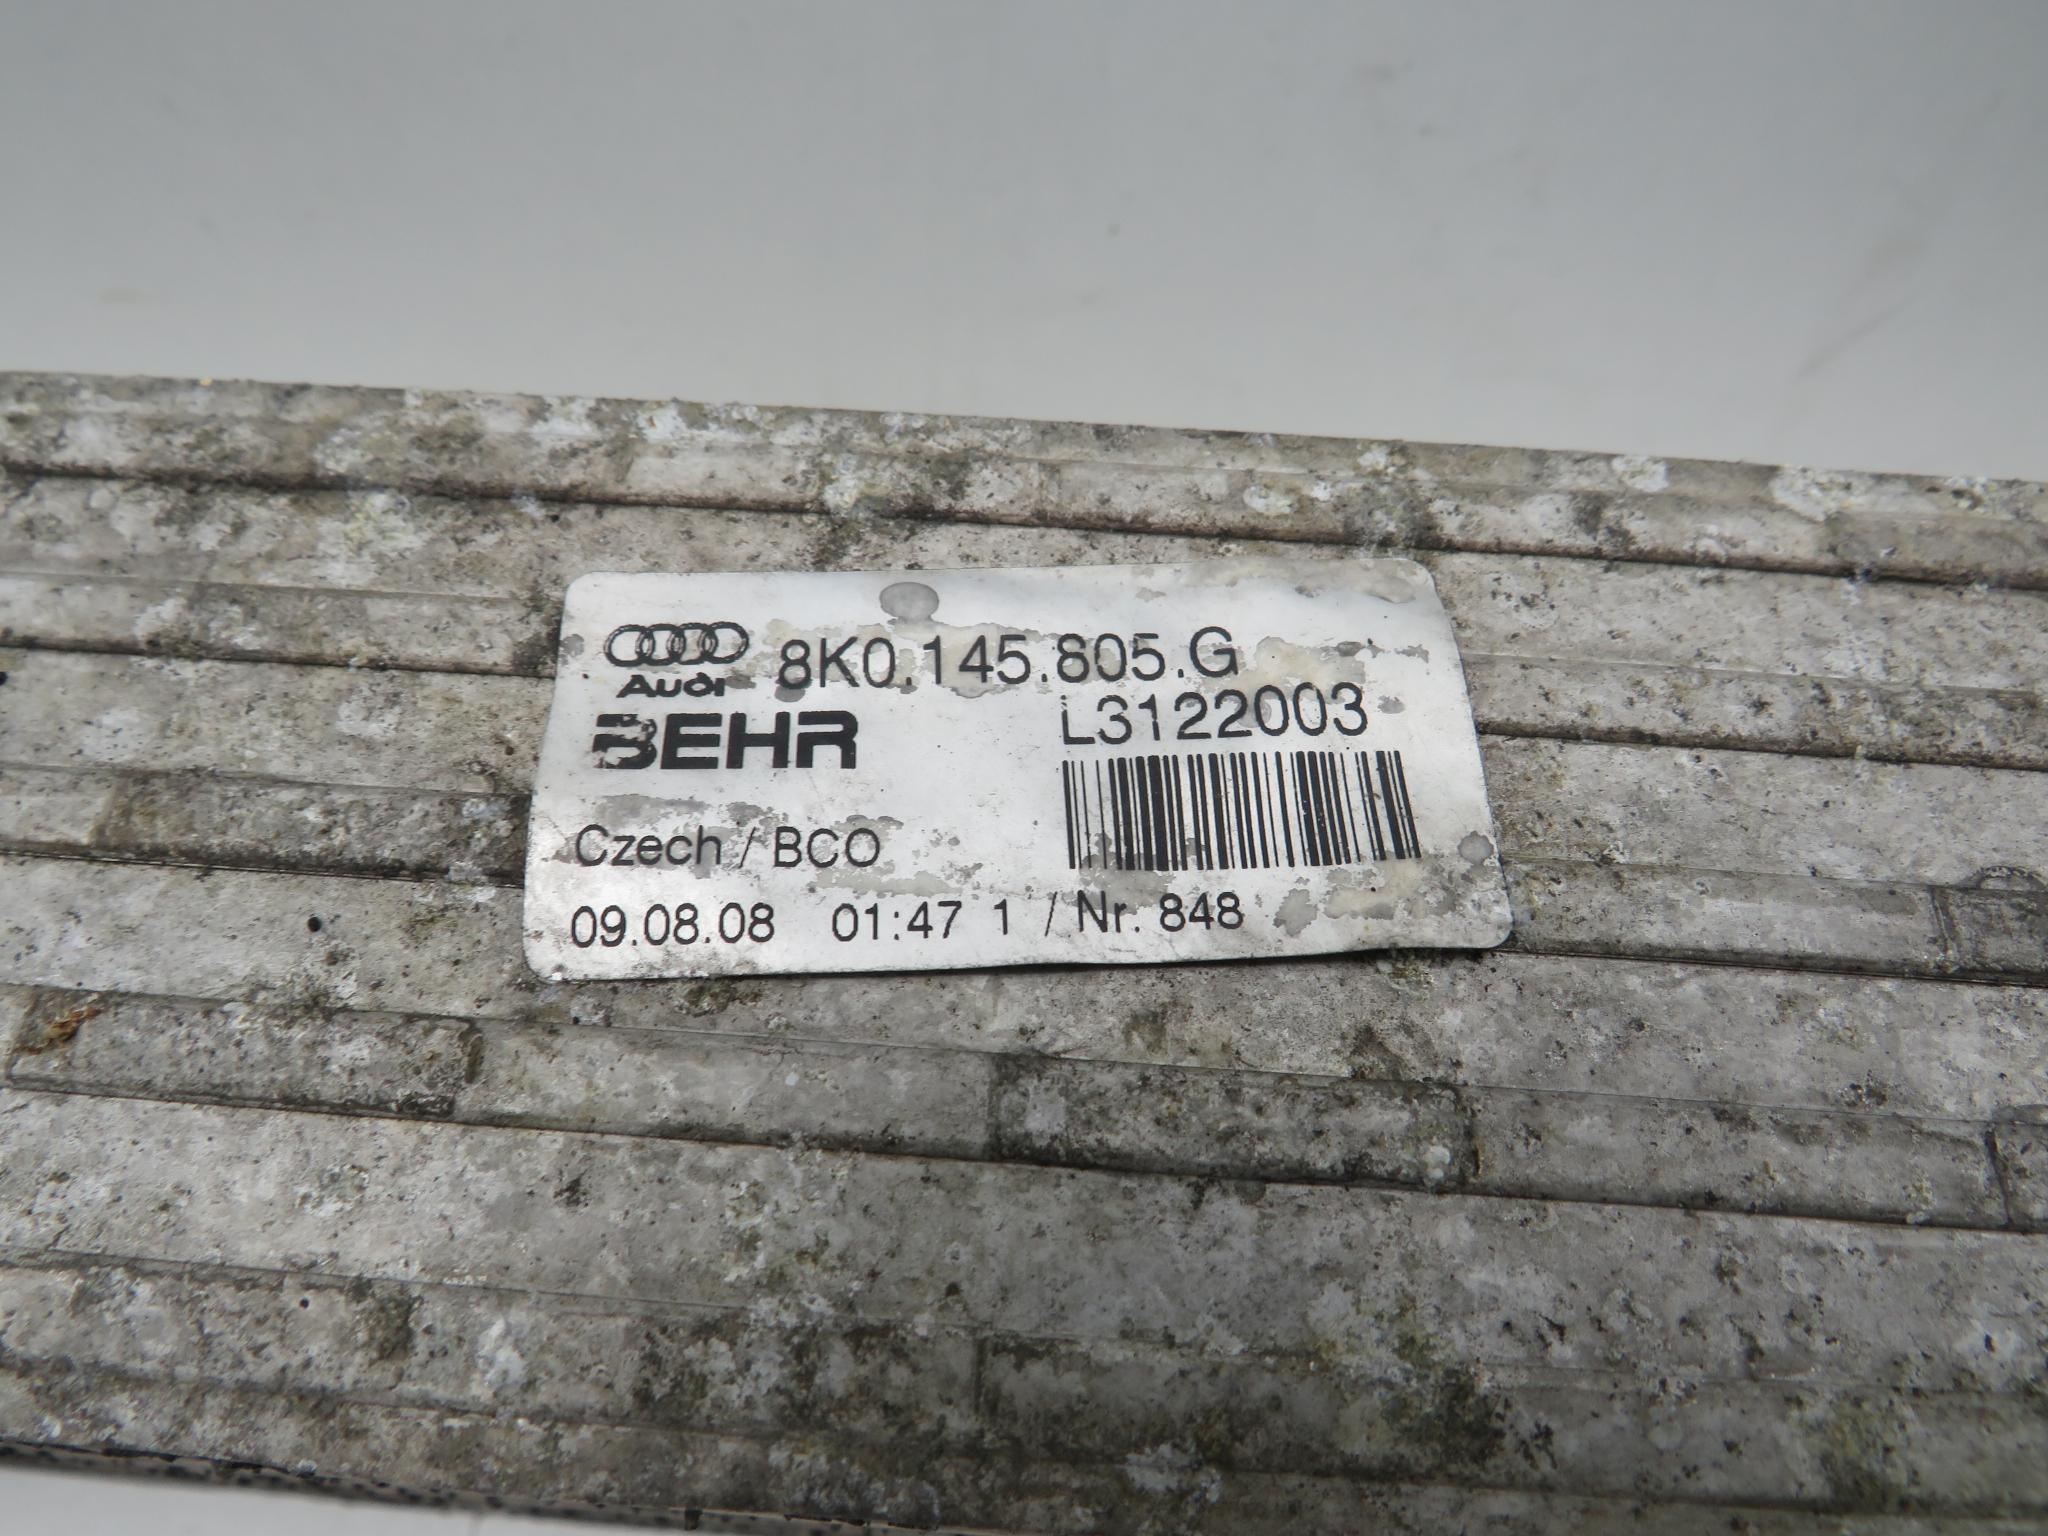 Audi 8K0.145.805.G
BEHR L3122003
Czech / BCO
09.08.08 01:47 1 / Nr. 848